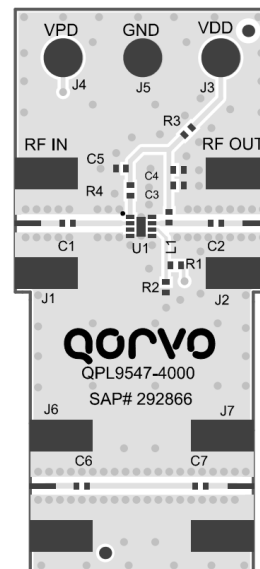 VPD GND VDD
J4 J5 J3
R3
RF IN RF OUT
C5 C4
R4 C3
C1 U1 L1 C2
R1
J1 R2 J2
QORVO
QPL9547-4000
SAP# 292866
J6 J7
C6 C7